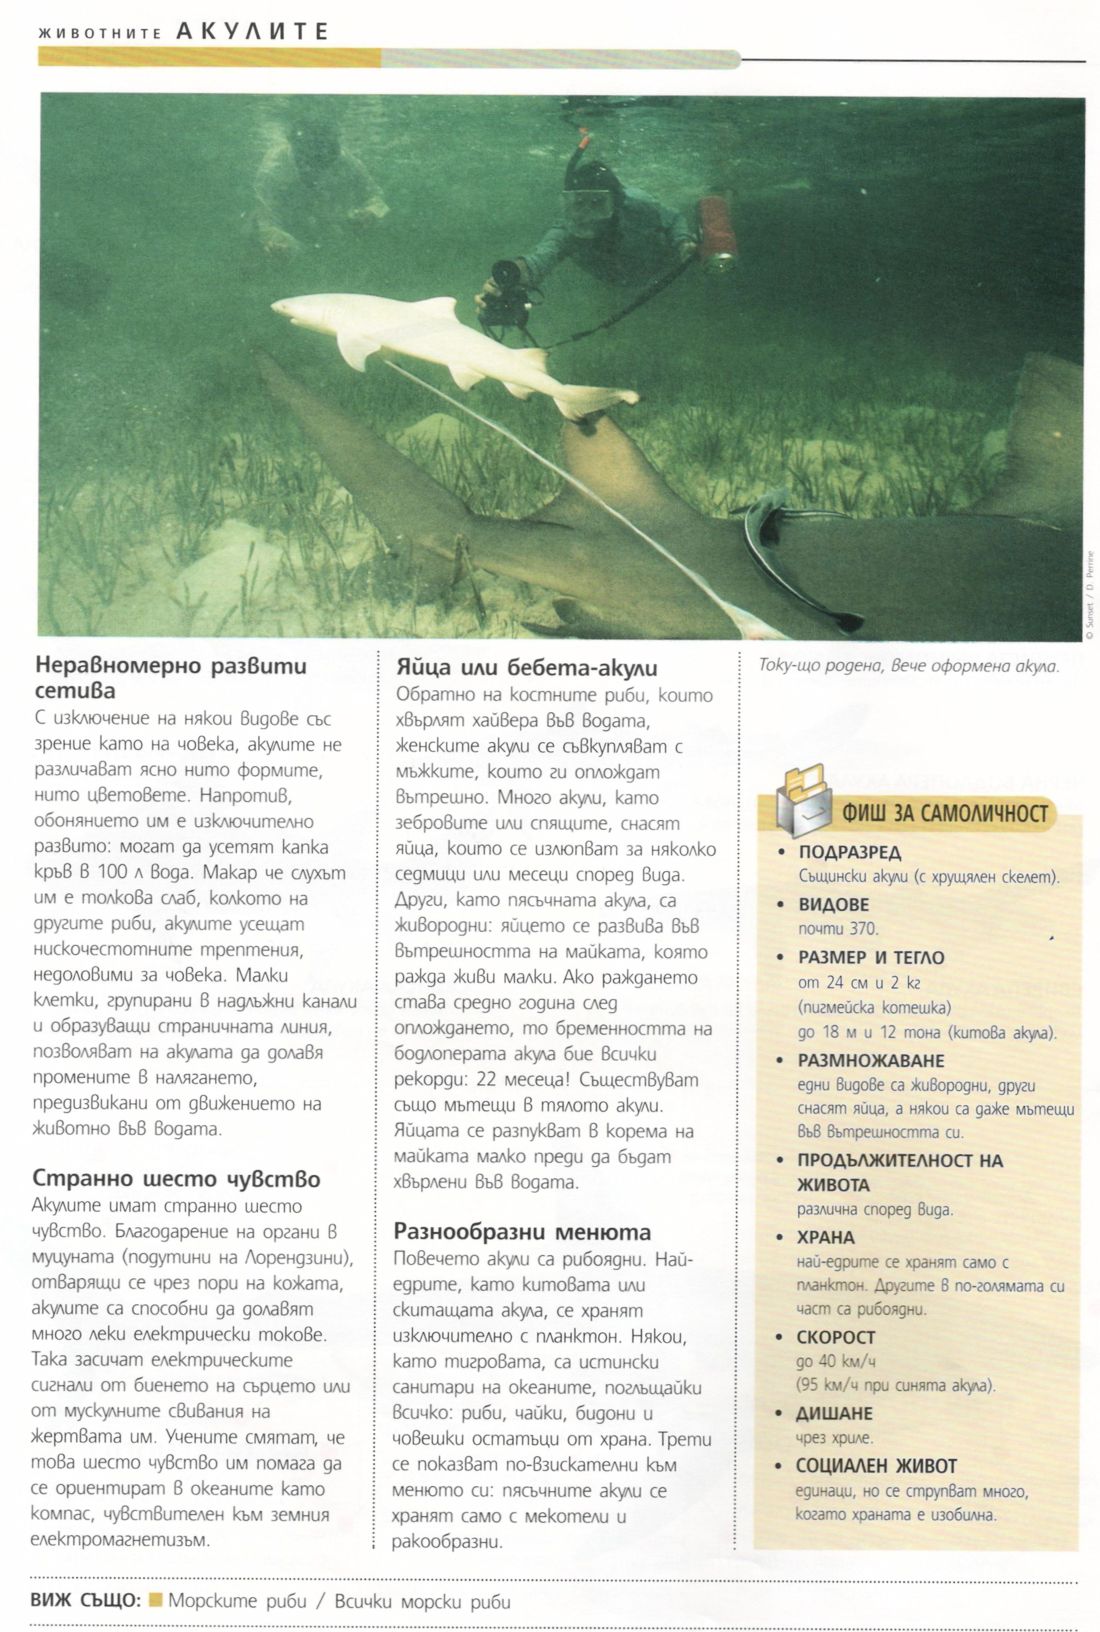 ЖИВОТНИТЕ АКУЛИТЕ
© Sunset / D. Perrine
Неравномерно развити
сетива
С изключение на някои видове със
зрение като на човека, акулите не
различават ясно нито формите,
нито цветовете. Напротив,
обонянието им е изключително
развито: могат да усетят капка
кръв в 100 л вода. Макар че слухът
им е толкова слаб, колкото на
другите риби, акулите усещат
нискочестотните трептения,
недоловими за човека. Малки
клетки, групирани в надлъжни канали
и образуващи страничната линия,
позволяват на акулата да долавя
промените в налягането,
предизвикани от движението на
животно във водата.
Странно шесто чувство
Акулите имат странно шесто
чувство. Благодарение на органи в
муцуната (подутини на Лорендзини),
отварящи се чрез пори на кожата,
акулите са способни да долавят
много леки електрически токове.
Така засичат електрическите
сигнали от биенето на сърцето или
от мускулните свивания на
жертвата им. Учените смятат, че
това шесто чувство им помага да
се ориентират в океаните като
компас, чувствителен към земния
електромагнетизъм.
Яйца или бебета-акули
Обратно на костните риби, които
хвърлят хайвера във водата,
женските акули се съвкупляват с
мъжките, които ги оплождат
вътрешно. Много акули, като
зебровите или спящите, снасят
яйца, които се излюпват за няколко
седмици или месеци според вида.
Други, като пясъчната акула, са
живородни: яйцето се развива във
вътрешността на майката, която
ражда живи малки. Ако раждането
става средно година след
оплождането, то бременността на
бодлоперата акула бие всички
рекорди: 22 месеца! Съществуват
също мътещи в тялото акули.
Яйцата се разпукват в корема на
майката малко преди да бъдат
хвърлени във водата.
Разнообразни менюта
Повечето акули са рибоядни. Най-
едрите, като китовата или
скитащата акула, се хранят
изключително с планктон. Някои,
като тигровата, са истински
санитари на океаните, поглъщайки
всичко: риби, чайки, бидони и
човешки остатъци от храна. Трети
се показват по-взискателни към
менюто си: пясъчните акули се
хранят само с мекотели и
ракообразни.
Току-що родена, вече оформена акула.
ФИШ ЗА САМОЛИЧНОСТ
• ПОДРАЗРЕД
Същински акули (с хрущялен скелет).
• ВИДОВЕ
почти 370.
• РАЗМЕР И ТЕГЛО
от 24 см и 2 кг
(пигмейска котешка)
до 18 м и 12 тона (китова акула).
• РАЗМНОЖАВАНЕ
едни видове са живородни, други
снасят яйца, а някои са даже мътещи
във вътрешността си.
• ПРОДЪЛЖИТЕЛНОСТ НА
ЖИВОТА
различна според вида.
• ХРАНА
най-едрите се хранят само с
планктон. Другите в по-голямата си
част са рибоядни.
• СКОРОСТ
до 40 км/ч
(95 км/ч при синята акула).
• ДИШАНЕ
чрез хриле.
• СОЦИАЛЕН ЖИВОТ
единаци, но се струпват много,
когато храната е изобилна.
ВИЖ СЪЩО: Морските риби / Всички морски риби